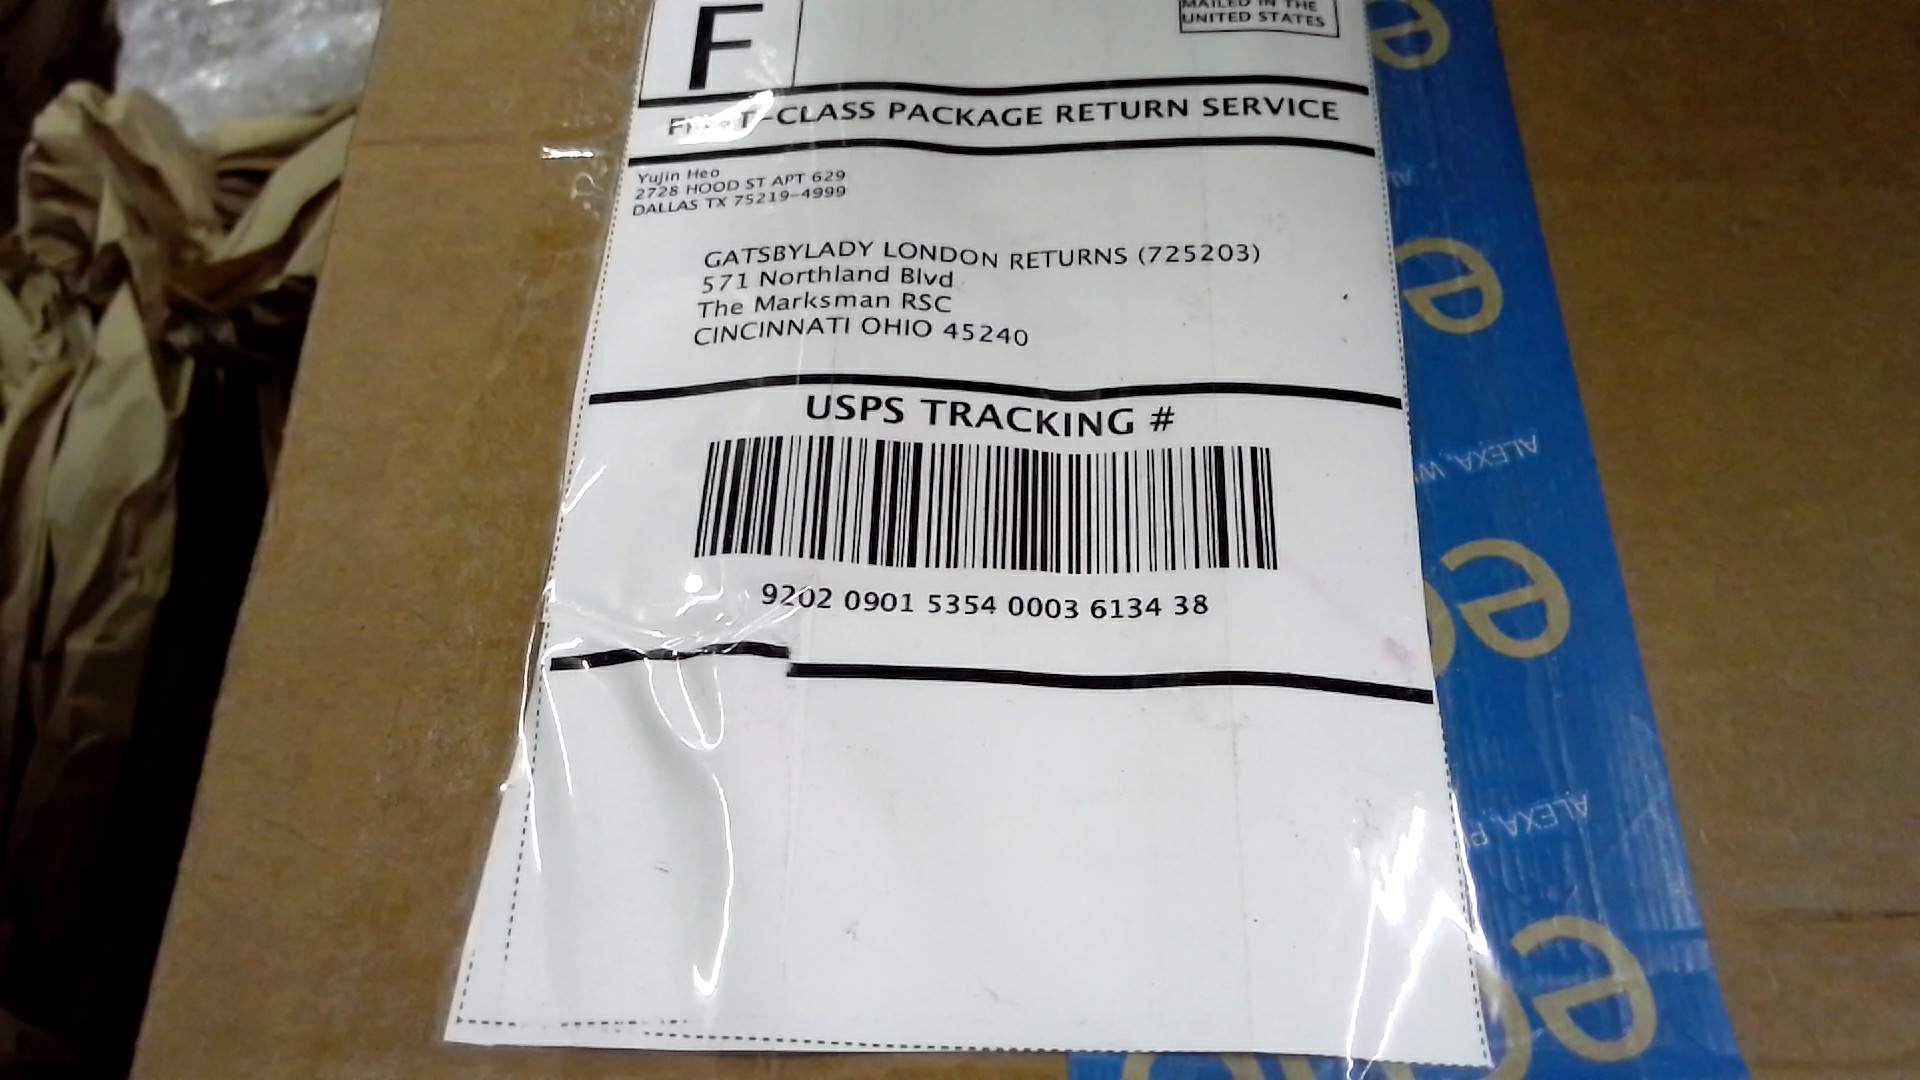 F
MAILED IN THE
UNITED STATES
FIRST-CLASS PACKAGE RETURN SERVICE
Yujin Heo
2728 HOOD ST APT 629
DALLAS TX 75219-4999
GATSBYLADY LONDON RETURNS (725203)
571 Northland Blvd
The Marksman RSC
CINCINNATI OHIO 45240
USPS TRACKING #
9202 0901 5354 0003 6134 38
ALEXA,
ALEXA,